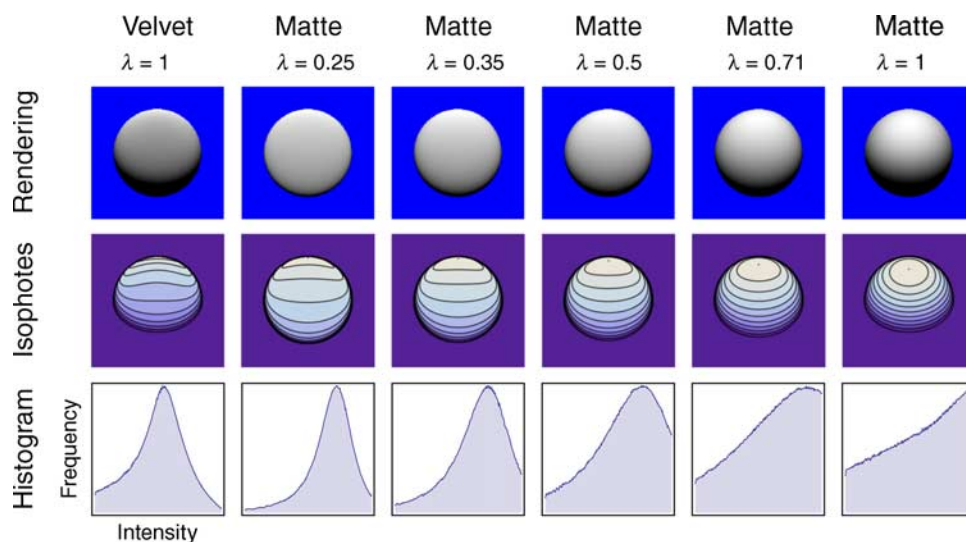 Velvet Matte Matte Matte Matte Matte
λ = 1 λ = 0.25 λ = 0.35 λ = 0.5 λ = 0.71 λ = 1
Rendering
Isophotes
Histogram
Frequency
Intensity